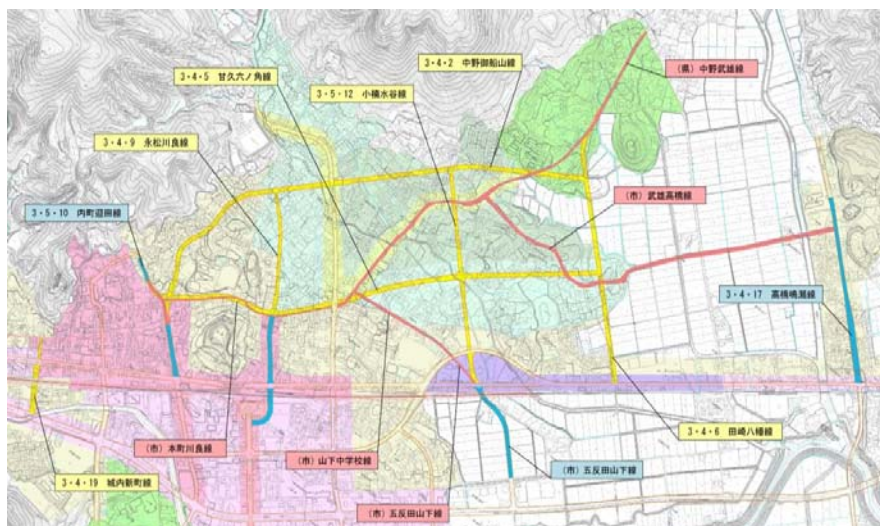 3・4・2 中野御船山線
(県) 中野武雄線
3・4・5 甘久六ノ角線
3・5・12 小楠水谷線
3・4・9 永松川良線
(市) 武雄高橋線
3・5・10 内町迎田線
3・4・17 高橋鳴瀬線
3・4・6 田崎八幡線
(市) 本町川良線
(市) 山下中学校線
(市) 五反田山下線
3・4・19 城内新町線
(市) 五反田山下線